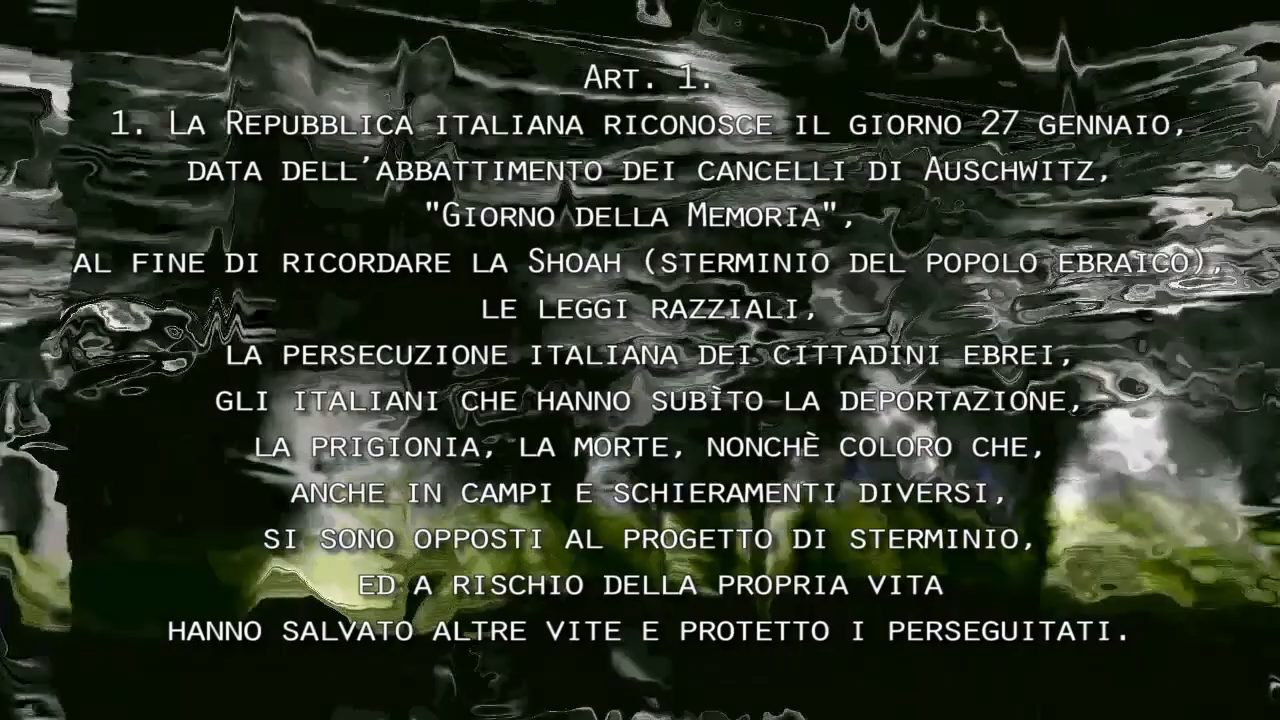 Art. 1.
1. La Repubblica italiana riconosce il giorno 27 gennaio,
data dell'abbattimento dei cancelli di Auschwitz,
"Giorno della Memoria",
al fine di ricordare la Shoah (sterminio del popolo ebraico),
le leggi razziali,
la persecuzione italiana dei cittadini ebrei,
gli italiani che hanno subìto la deportazione,
la prigionia, la morte, nonchè coloro che,
anche in campi e schieramenti diversi,
si sono opposti al progetto di sterminio,
ed a rischio della propria vita
hanno salvato altre vite e protetto i perseguitati.